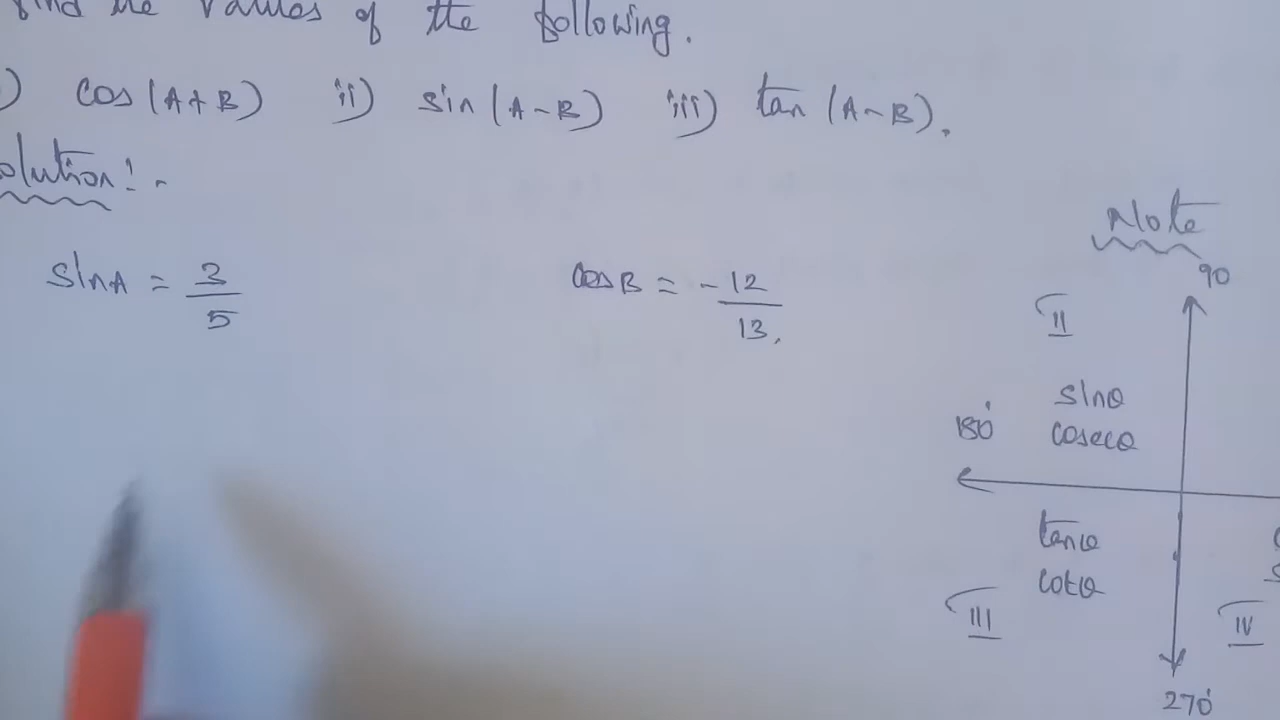 find the values of the following.
) cos(A+B) ii) sin(A-B) iii) tan(A-B).
olution:-
Note
sinA = 3/5
cosB = -12/13.
90
II
sinθ
180° cosecθ
tanθ
cotθ
III
IV
270°